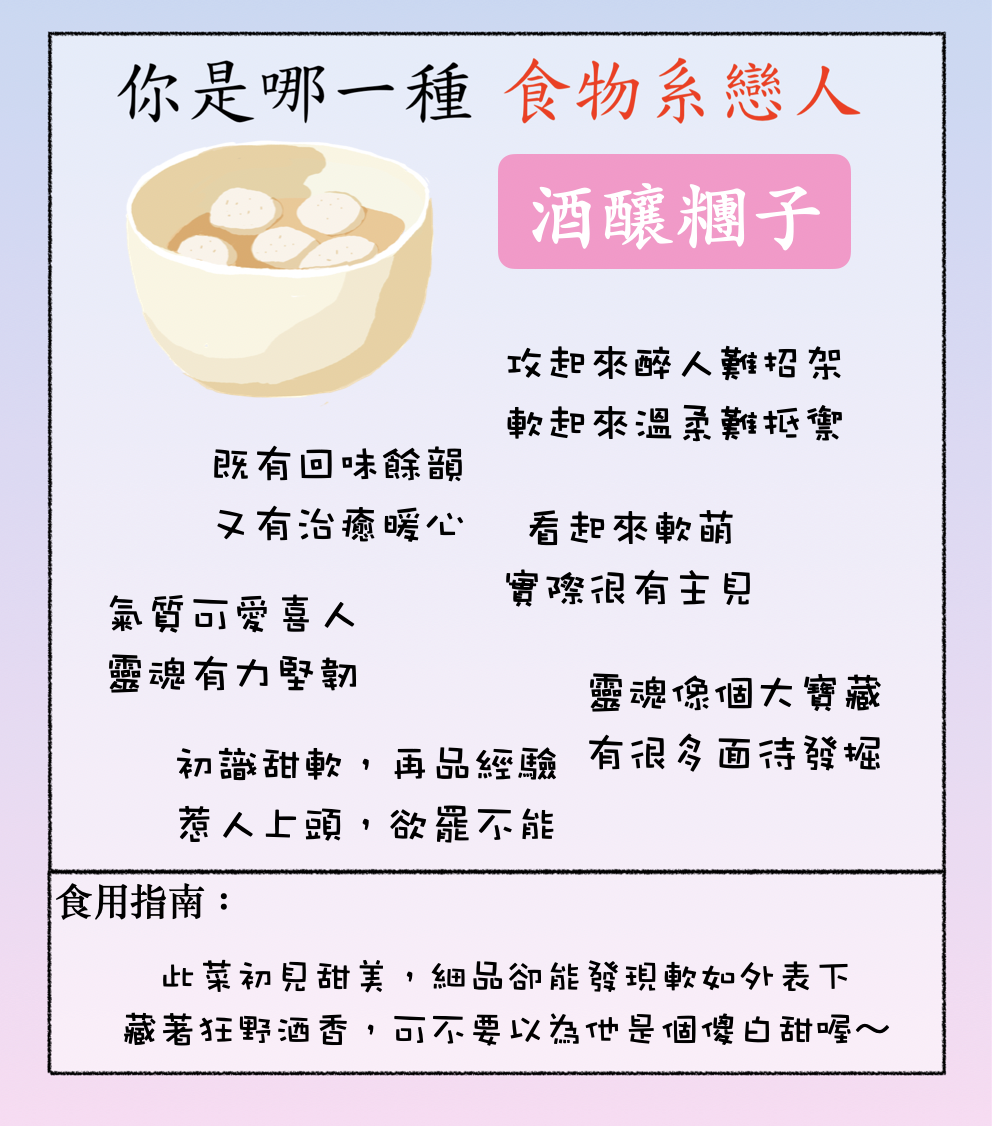 你是哪一種 食物系戀人
酒釀糰子
攻起來醉人難招架
軟起來溫柔難抵禦
既有回味餘韻
又有治癒暖心
看起來軟萌
實際很有主見
氣質可愛喜人
靈魂有力堅韌
靈魂像個大寶藏
有很多面待發掘
初識甜軟，再品經驗
惹人上頭，欲罷不能
食用指南：
此菜初見甜美，細品卻能發現軟如外表下
藏著狂野酒香，可不要以為他是個傻白甜喔～